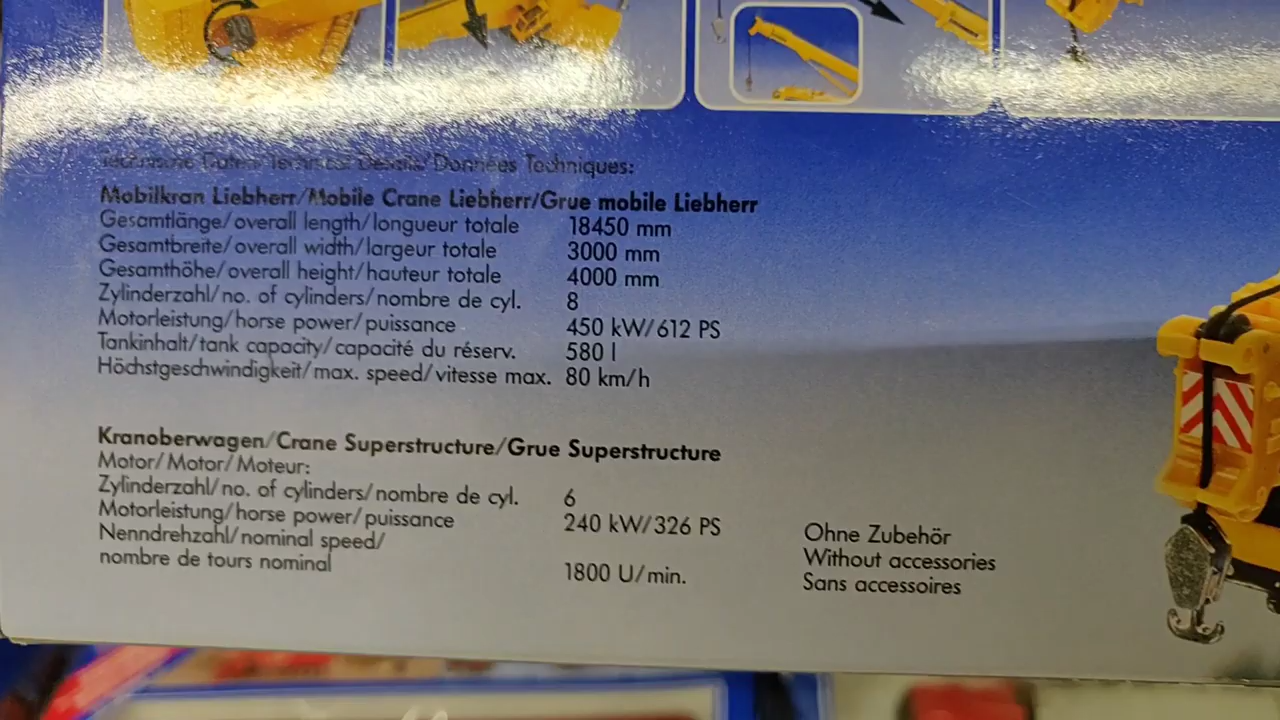 Technische Daten/Technical Details/Données Techniques:
Mobilkran Liebherr/Mobile Crane Liebherr/Grue mobile Liebherr
Gesamtlänge/overall length/longueur totale 18450 mm
Gesamtbreite/overall width/largeur totale 3000 mm
Gesamthöhe/overall height/hauteur totale 4000 mm
Zylinderzahl/no. of cylinders/nombre de cyl. 8
Motorleistung/horse power/puissance 450 kW/612 PS
Tankinhalt/tank capacity/capacité du réserv. 580 l
Höchstgeschwindigkeit/max. speed/vitesse max. 80 km/h
Kranoberwagen/Crane Superstructure/Grue Superstructure
Motor/Motor/Moteur:
Zylinderzahl/no. of cylinders/nombre de cyl. 6
Motorleistung/horse power/puissance 240 kW/326 PS
Nenndrehzahl/nominal speed/
nombre de tours nominal 1800 U/min.
Ohne Zubehör
Without accessories
Sans accessoires